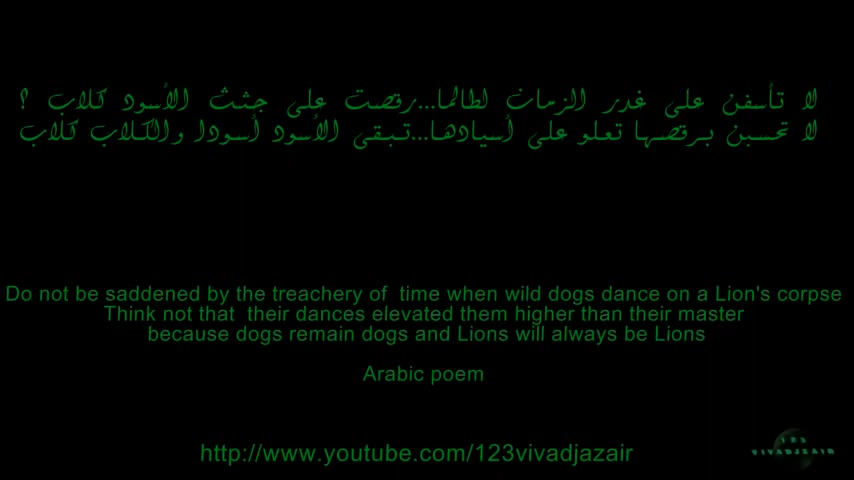 لا تأسفن على غدر الزمان لطالما...رقصت على جثث الأسود كلاب ؟
لا تحسبن برقصها تعلو على أسيادها...تبقى الأسود أسودا والكلاب كلاب
Do not be saddened by the treachery of time when wild dogs dance on a Lion's corpse
Think not that their dances elevated them higher than their master
because dogs remain dogs and Lions will always be Lions
Arabic poem
http://www.youtube.com/123vivadjazair
123
VIVADJZAIR